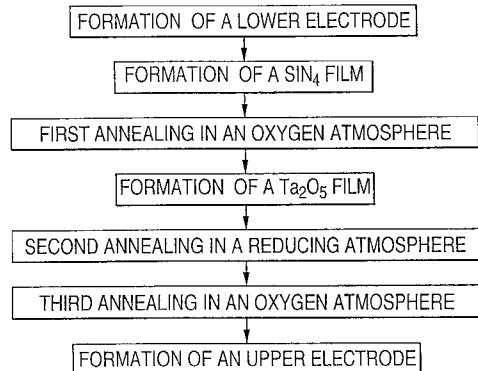 FORMATION OF A LOWER ELECTRODE
FORMATION OF A SIN₄ FILM
FIRST ANNEALING IN AN OXYGEN ATMOSPHERE
FORMATION OF A Ta₂O₅ FILM
SECOND ANNEALING IN A REDUCING ATMOSPHERE
THIRD ANNEALING IN AN OXYGEN ATMOSPHERE
FORMATION OF AN UPPER ELECTRODE